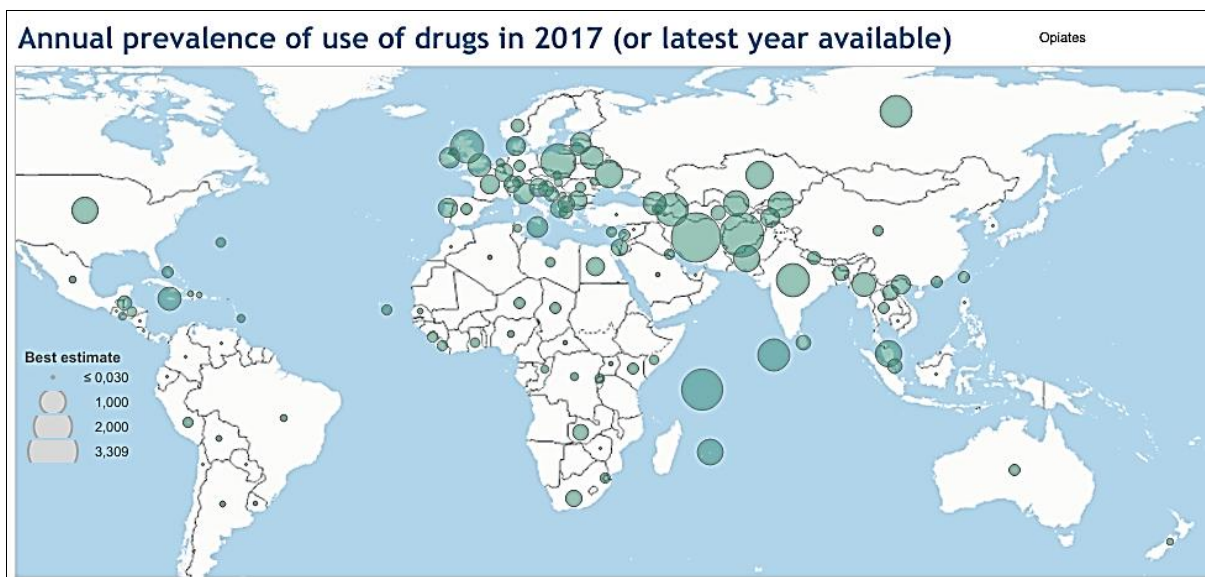 Annual prevalence of use of drugs in 2017 (or latest year available)
Opiates
Best estimate
≤ 0,030
1,000
2,000
3,309